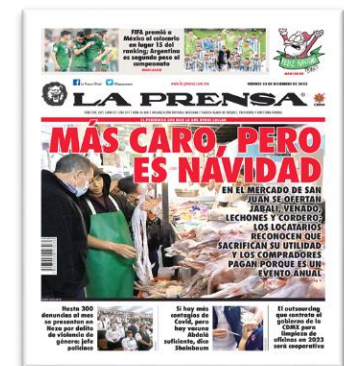 FIFA premió a
México al colocarlo
en lugar 15 del
ranking; Argentina
es segundo pese al
campeonato
LA PRENSA
MÁS CARO, PERO
ES NAVIDAD
EN EL MERCADO DE SAN
JUAN SE OFERTAN
JABALÍ, VENADO,
LECHONES Y CORDERO;
LOS LOCATARIOS
RECONOCEN QUE
SACRIFICAN SU UTILIDAD
Y LOS COMPRADORES
PAGAN PORQUE ES UN
EVENTO ANUAL
Hasta 300
denuncias al mes
se presentan en
Neza por delito
de violencia de
género: jefe
policiaco
Sí hay más
contagios de
Covid, pero
hay vacuna
Abdalá
suficiente, dice
Sheinbaum
El outsourcing
que contrata el
gobierno de la
CDMX para
limpieza de
oficinas en 2023
será cooperativo